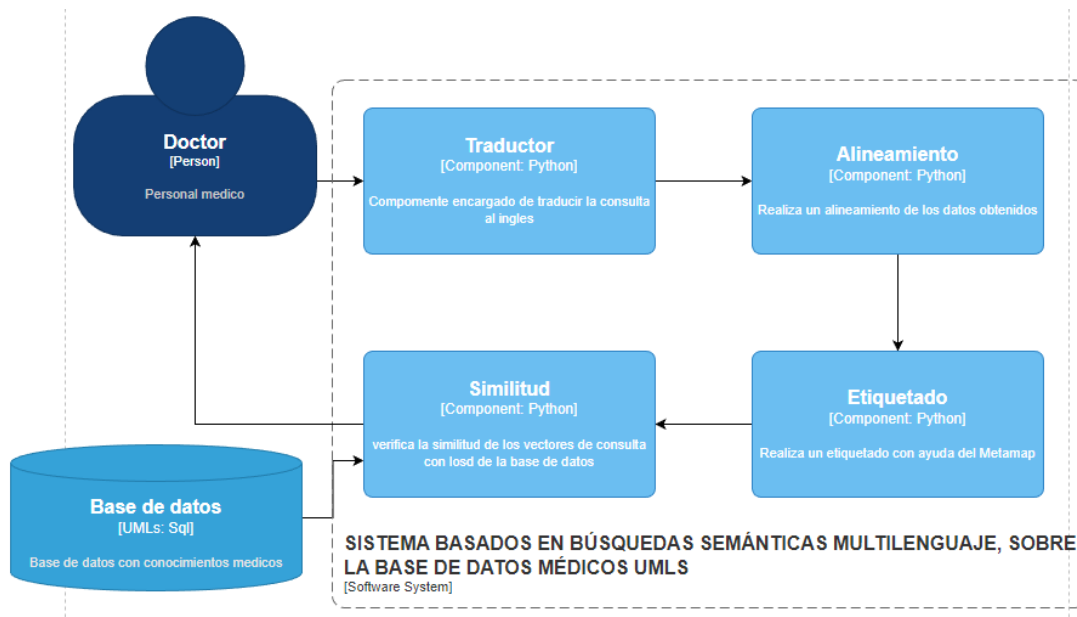 Doctor
[Person]
Personal medico
Traductor
[Component: Python]
Compomente encargado de traducir la consulta
al ingles
Alineamiento
[Component: Python]
Realiza un alineamiento de los datos obtenidos
Similitud
[Component: Python]
verifica la similitud de los vectores de consulta
con losd de la base de datos
Etiquetado
[Component: Python]
Realiza un etiquetado con ayuda del Metamap
Base de datos
[UMLs: Sql]
Base de datos con conocimientos medicos
SISTEMA BASADOS EN BÚSQUEDAS SEMÁNTICAS MULTILENGUAJE, SOBRE
LA BASE DE DATOS MÉDICOS UMLS
[Software System]